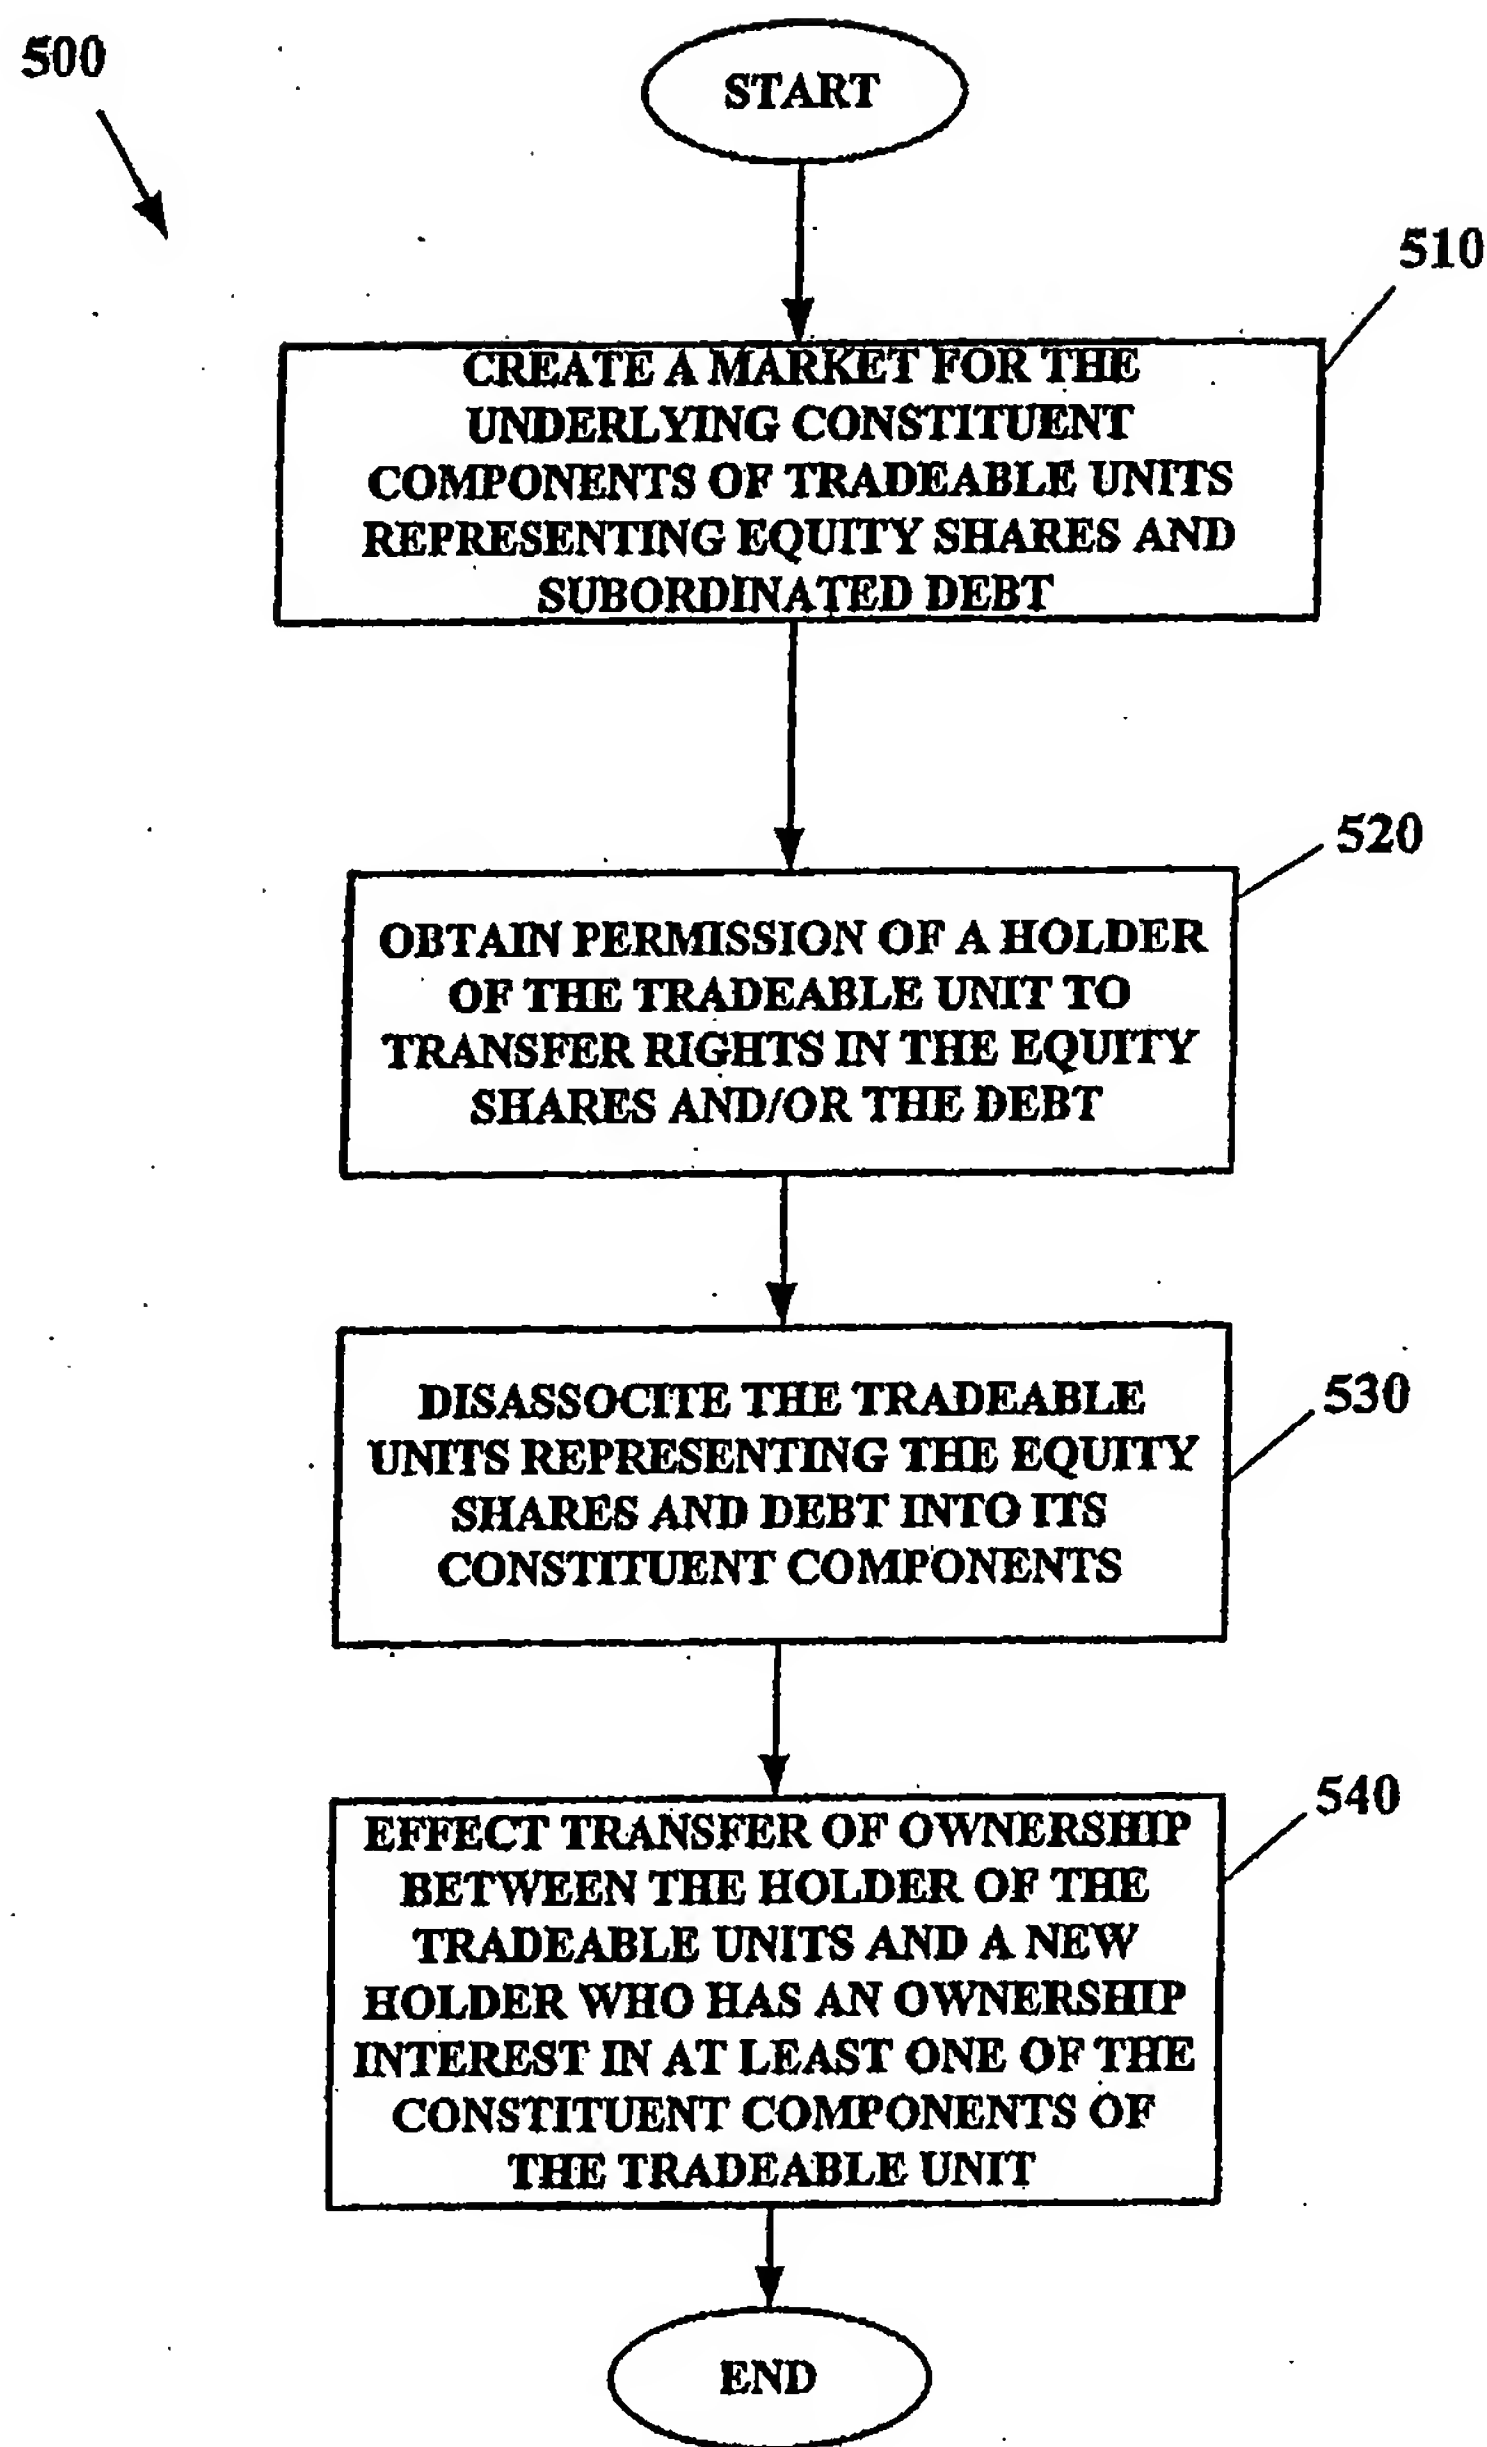 500
START
510
CREATE A MARKET FOR THE
UNDERLYING CONSTITUENT
COMPONENTS OF TRADEABLE UNITS
REPRESENTING EQUITY SHARES AND
SUBORDINATED DEBT
520
OBTAIN PERMISSION OF A HOLDER
OF THE TRADEABLE UNIT TO
TRANSFER RIGHTS IN THE EQUITY
SHARES AND/OR THE DEBT
530
DISASSOCITE THE TRADEABLE
UNITS REPRESENTING THE EQUITY
SHARES AND DEBT INTO ITS
CONSTITUENT COMPONENTS
540
EFFECT TRANSFER OF OWNERSHIP
BETWEEN THE HOLDER OF THE
TRADEABLE UNITS AND A NEW
HOLDER WHO HAS AN OWNERSHIP
INTEREST IN AT LEAST ONE OF THE
CONSTITUENT COMPONENTS OF
THE TRADEABLE UNIT
END